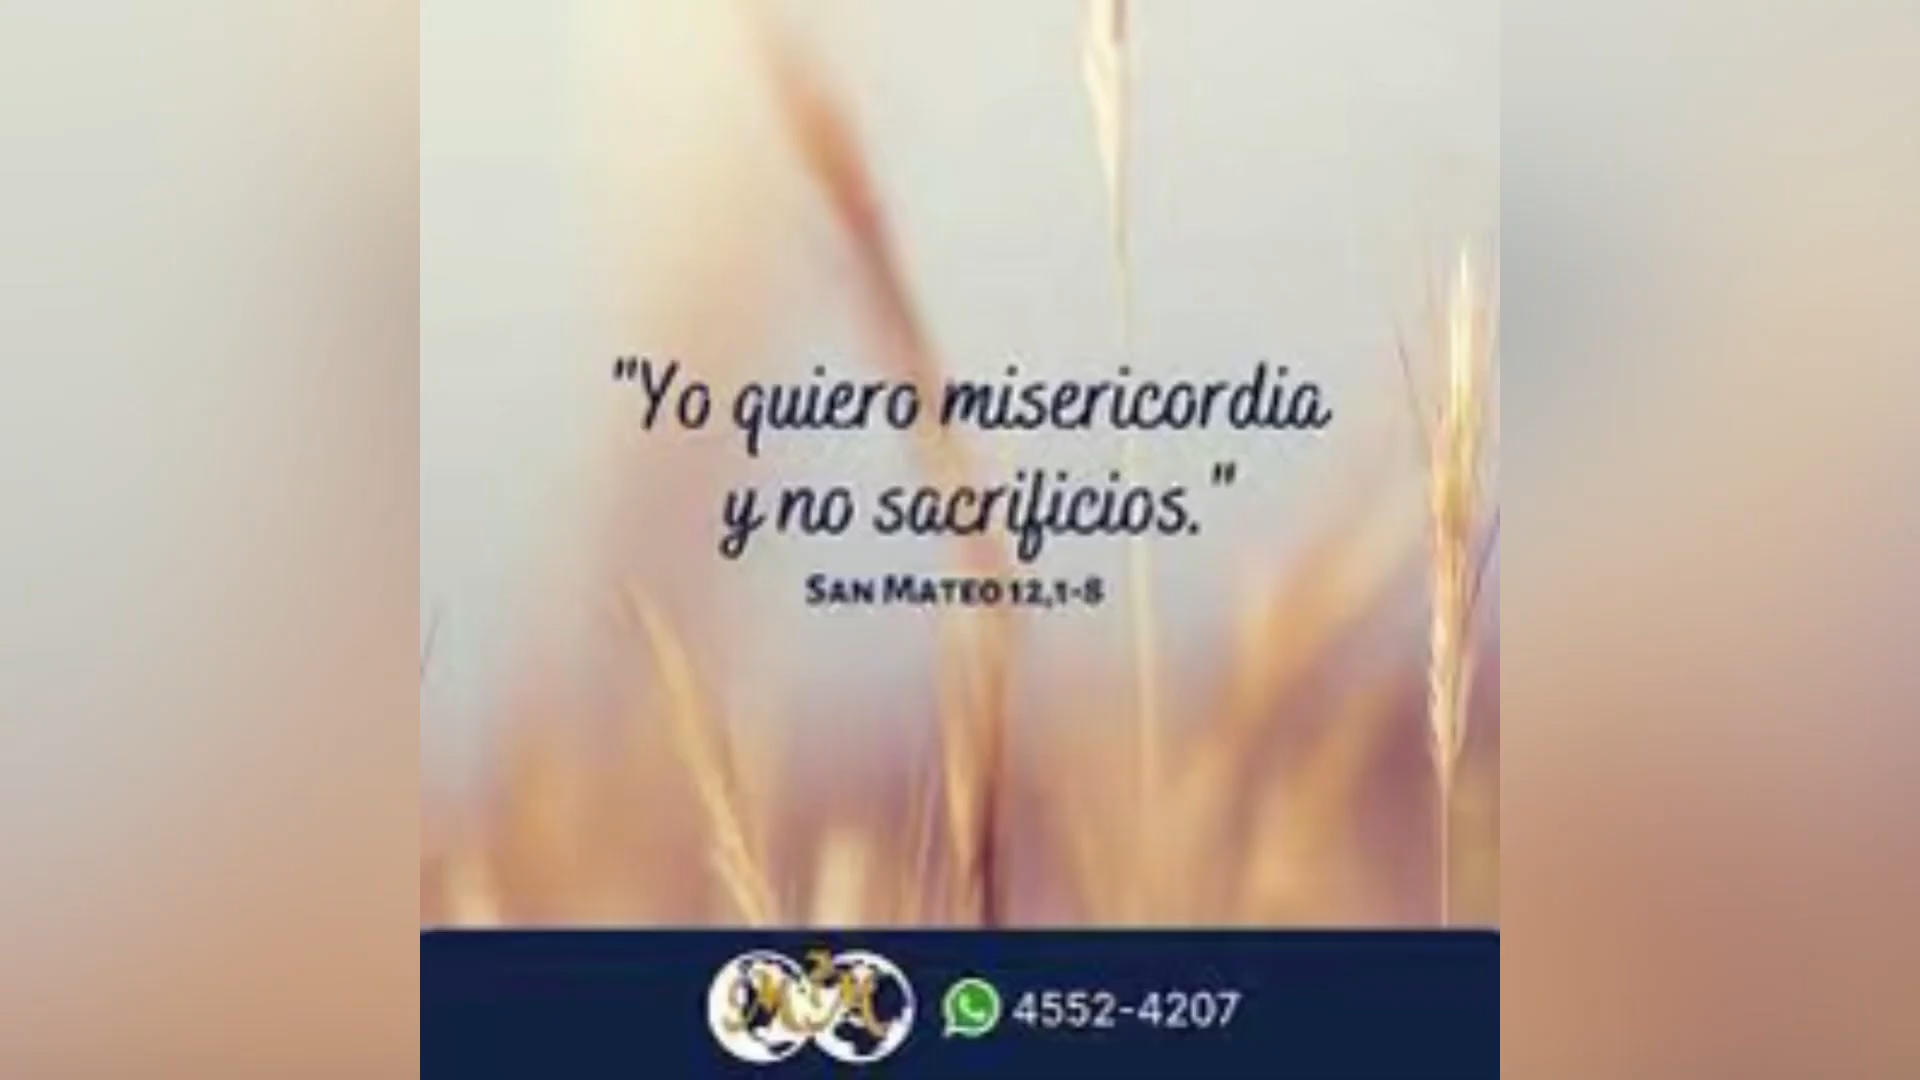 "Yo quiero misericordia
y no sacrificios."
San Mateo 12,1-8
4552-4207